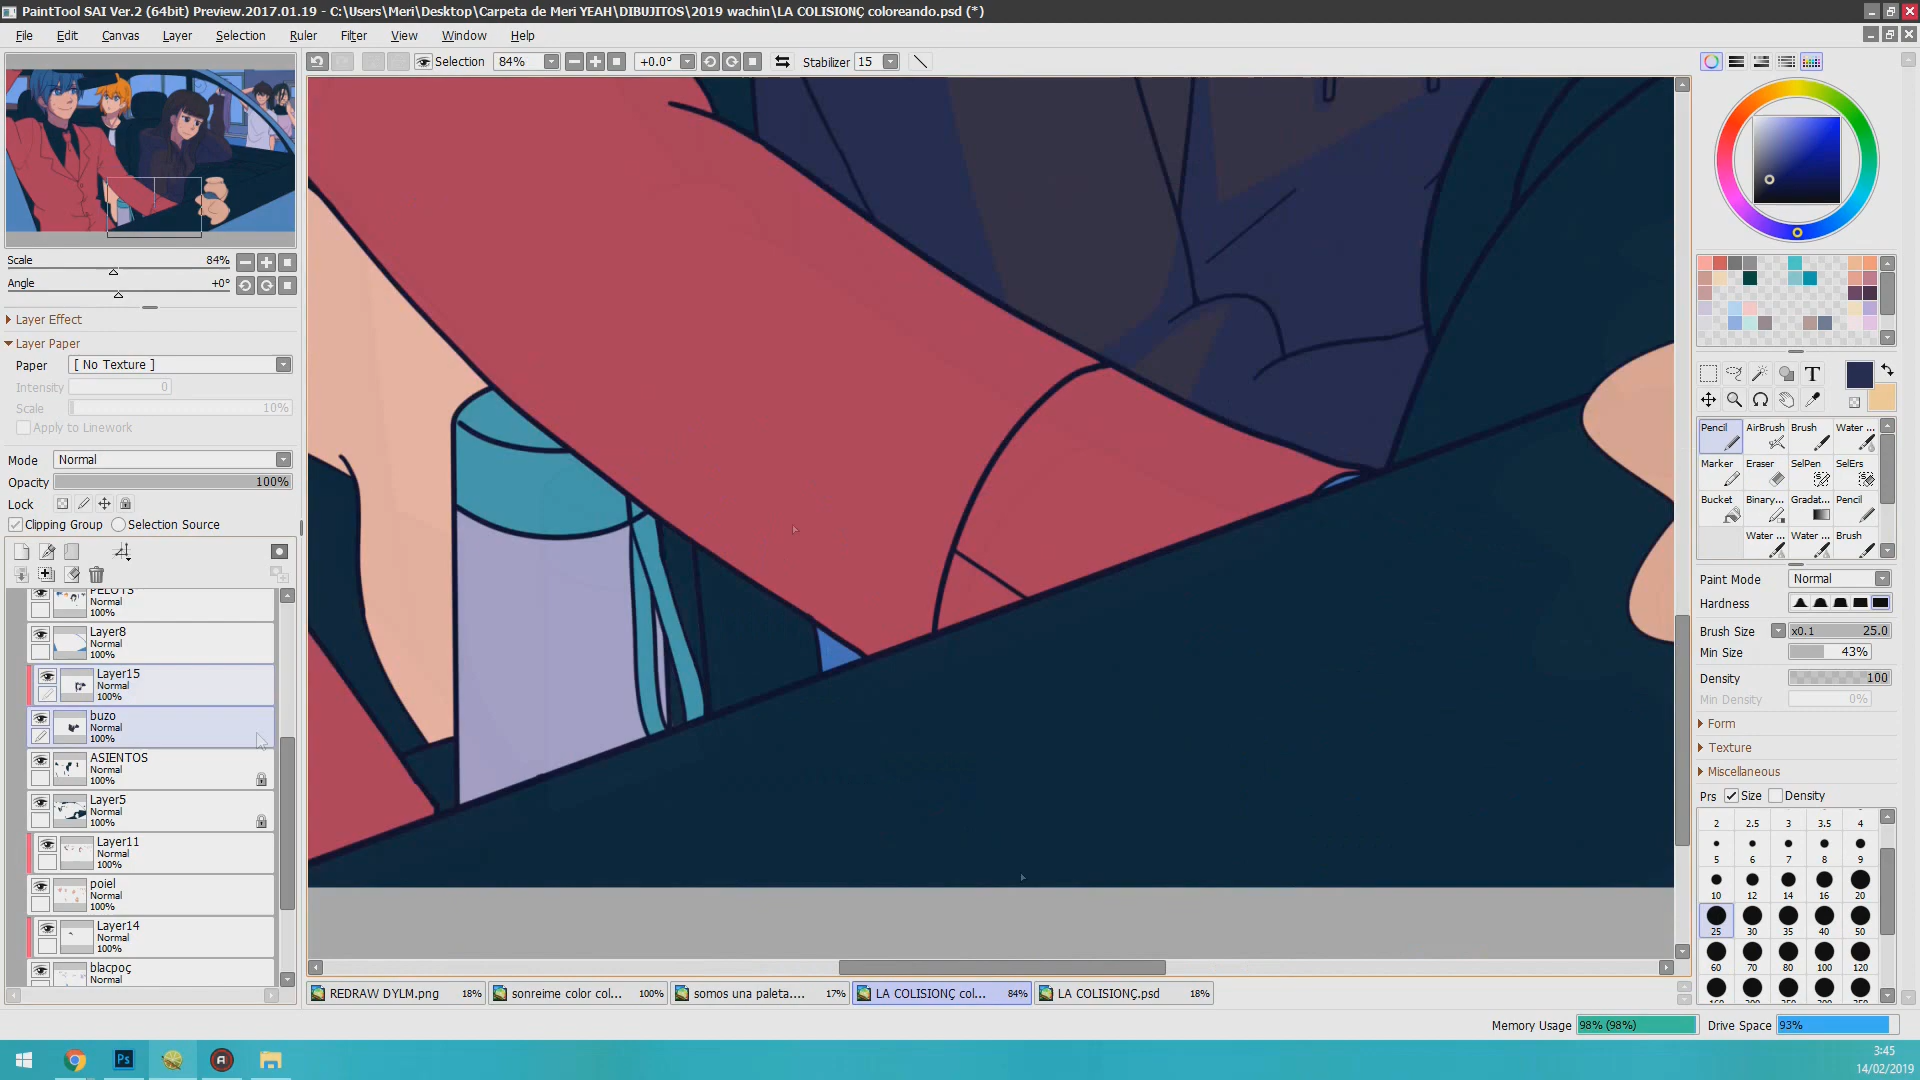 PaintTool SAI Ver.2 (64bit) Preview.2017.01.19 - C:\Users\Meri\Desktop\Carpeta de Meri YEAH\DIBUJITOS\2019 wachin\LA COLISIONÇ coloreando.psd (*)
File Edit Canvas Layer Selection Ruler Filter View Window Help
Selection 84% +0.0° Stabilizer 15
Scale 84%
Angle +0°
Layer Effect
Layer Paper
Paper [ No Texture ]
Intensity 0
Scale 10%
Apply to Linework
Mode Normal
Opacity 100%
Lock
Clipping Group Selection Source
PELOTS
Normal
100%
Layer8
Normal
100%
Layer15
Normal
100%
buzo
Normal
100%
ASIENTOS
Normal
100%
Layer5
Normal
100%
Layer11
Normal
100%
poiel
Normal
100%
Layer14
Normal
100%
blacpoç
Normal
T
Pencil AirBrush Brush Water ...
Marker Eraser SelPen SelErs
Bucket Binary... Gradat... Pencil
Water ... Water ... Brush
Paint Mode Normal
Hardness
Brush Size x0.1 25.0
Min Size 43%
Density 100
Min Density 0%
Form
Texture
Miscellaneous
Prs Size Density
2 2.5 3 3.5 4
5 6 7 8 9
10 12 14 16 20
25 30 35 40 50
60 70 80 100 120
REDRAW DYLM.png 18% sonreime color col... 100% somos una paleta.... 17% LA COLISIONÇ col... 84% LA COLISIONÇ.psd 18%
Memory Usage 98% (98%) Drive Space 93%
Ps
3:45
14/02/2019